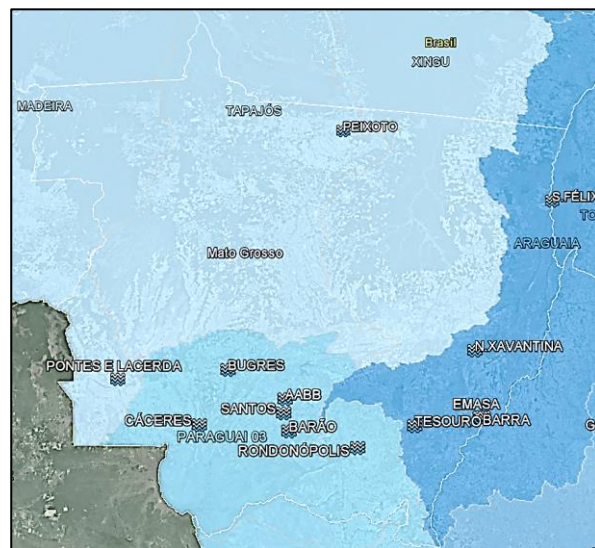 Brasil
XINGU
MADEIRA
TAPAJÓS
PEIXOTO
S.FÉLIX
TO
ARAGUAIA
Mato Grosso
N.XAVANTINA
PONTES E LACERDA
BUGRES
AABB
SANTOS
EMASA
CÁCERES
TESOURO
BARRA
PARAGUAI 03
BARÃO
G
RONDONÓPOLIS